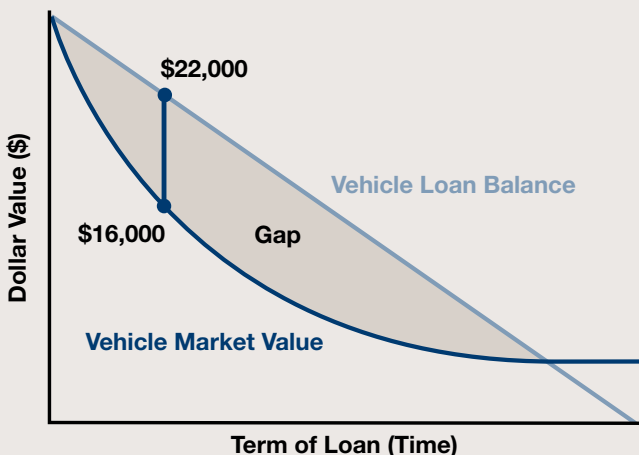 $22,000
Vehicle Loan Balance
$16,000
Gap
Vehicle Market Value
Dollar Value ($)
Term of Loan (Time)